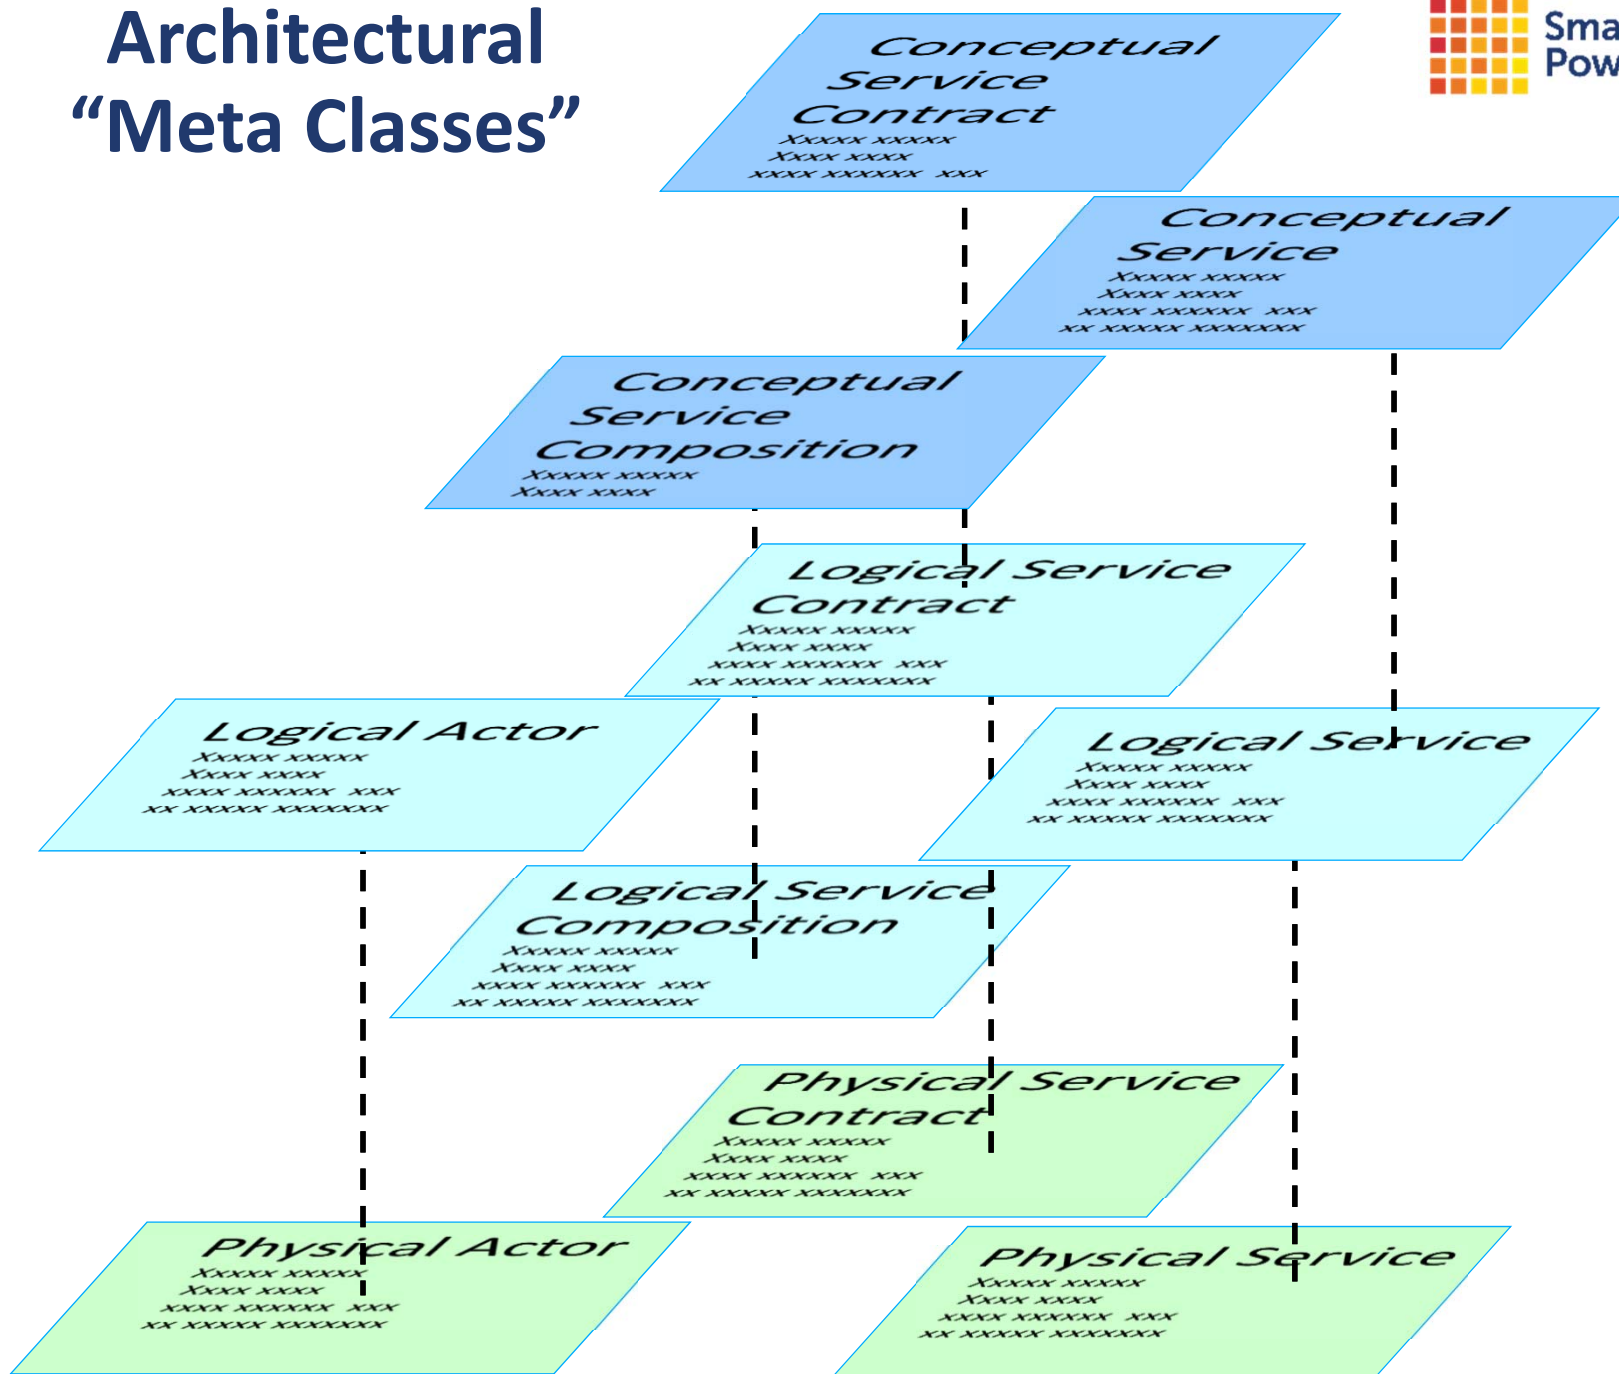 Architectural
“Meta Classes”
Sma
Pow
Conceptual
Service
Contract
Xxxxx xxxxx
Xxxx xxxx
xxxx xxxxxx xxx
Conceptual
Service
Xxxxx xxxxx
Xxxx xxxx
xxxx xxxxxx xxx
xx xxxxx xxxxxxx
Conceptual
Service
Composition
Xxxxx xxxxx
Xxxx xxxx
Logical Service
Contract
Xxxxx xxxxx
Xxxx xxxx
xxxx xxxxxx xxx
xx xxxxx xxxxxxx
Logical Actor
Xxxxx xxxxx
Xxxx xxxx
xxxx xxxxxx xxx
xx xxxxx xxxxxxx
Logical Service
Xxxxx xxxxx
Xxxx xxxx
xxxx xxxxxx xxx
xx xxxxx xxxxxxx
Logical Service
Composition
Xxxxx xxxxx
Xxxx xxxx
xxxx xxxxxx xxx
xx xxxxx xxxxxxx
Physical Service
Contract
Xxxxx xxxxx
Xxxx xxxx
xxxx xxxxxx xxx
xx xxxxx xxxxxxx
Physical Actor
Xxxxx xxxxx
Xxxx xxxx
xxxx xxxxxx xxx
xx xxxxx xxxxxxx
Physical Service
Xxxxx xxxxx
Xxxx xxxx
xxxx xxxxxx xxx
xx xxxxx xxxxxxx